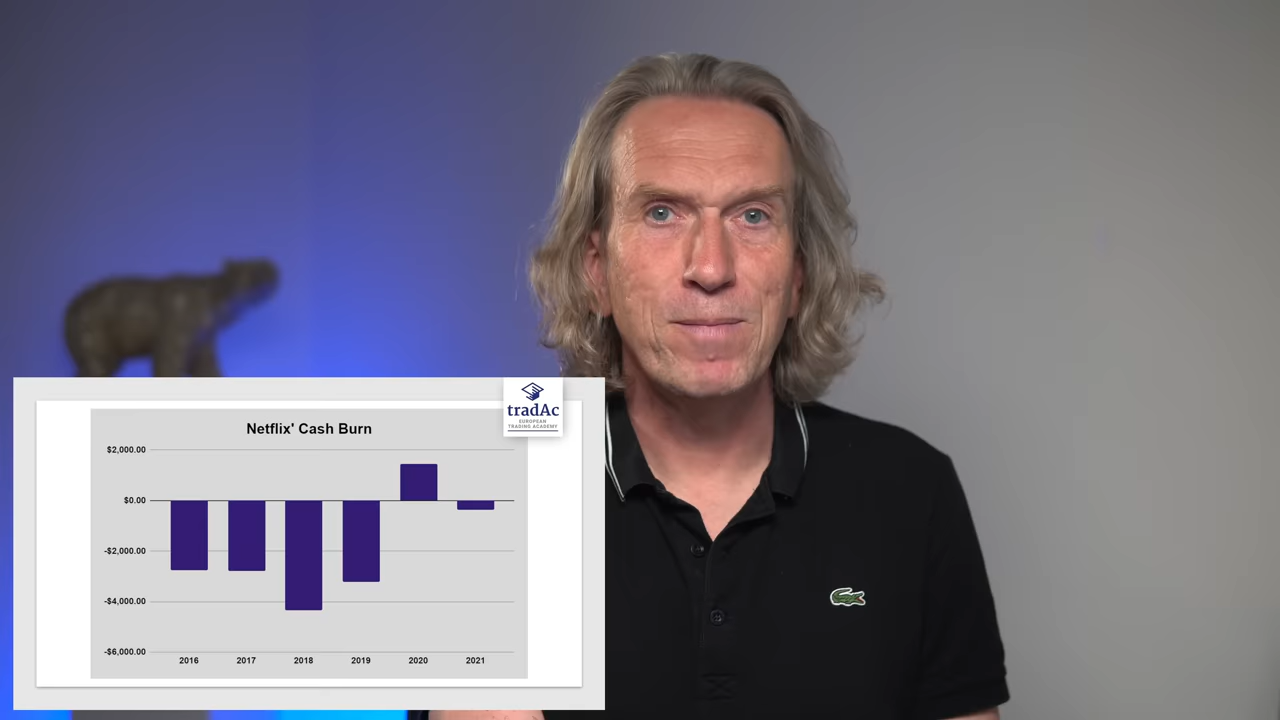 tradAc
EUROPEAN
TRADING ACADEMY
Netflix' Cash Burn
$2,000.00
$0.00
-$2,000.00
-$4,000.00
-$6,000.00
2016 2017 2018 2019 2020 2021